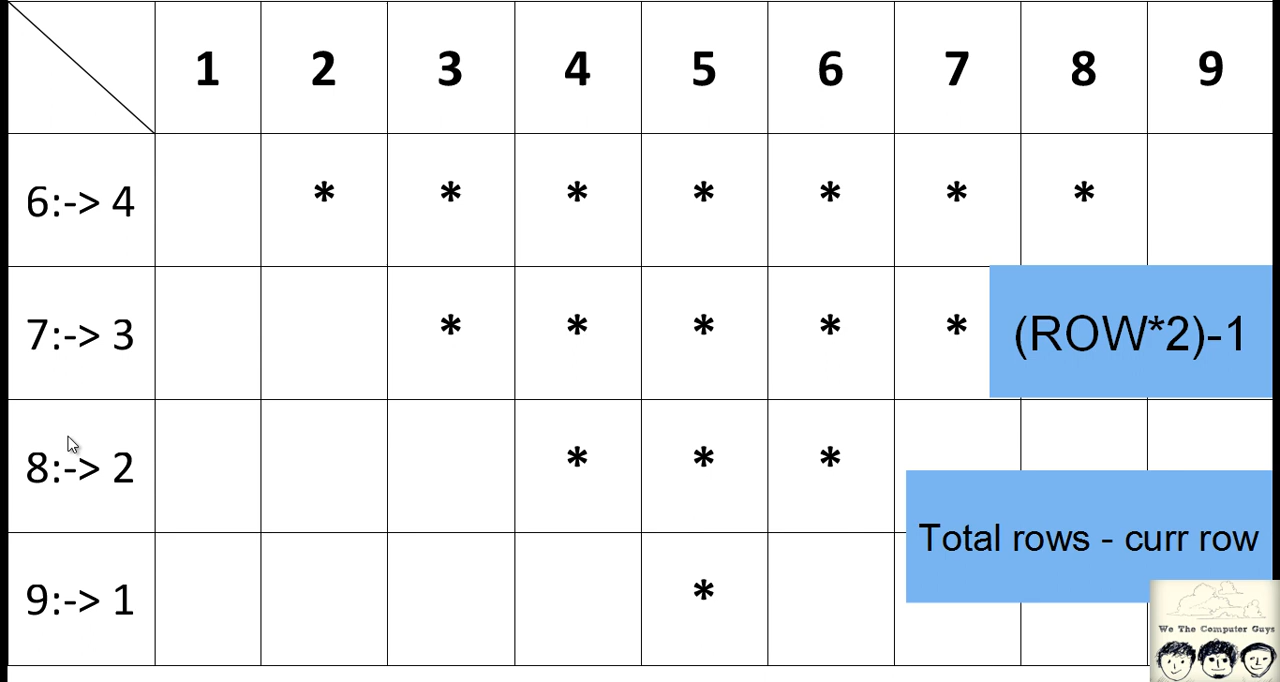 1 2 3 4 5 6 7 8 9
6:-> 4 * * * * * * *
7:-> 3 * * * * * (ROW*2)-1
8:-> 2 * * *
Total rows - curr row
9:-> 1 *
We The Computer Guys